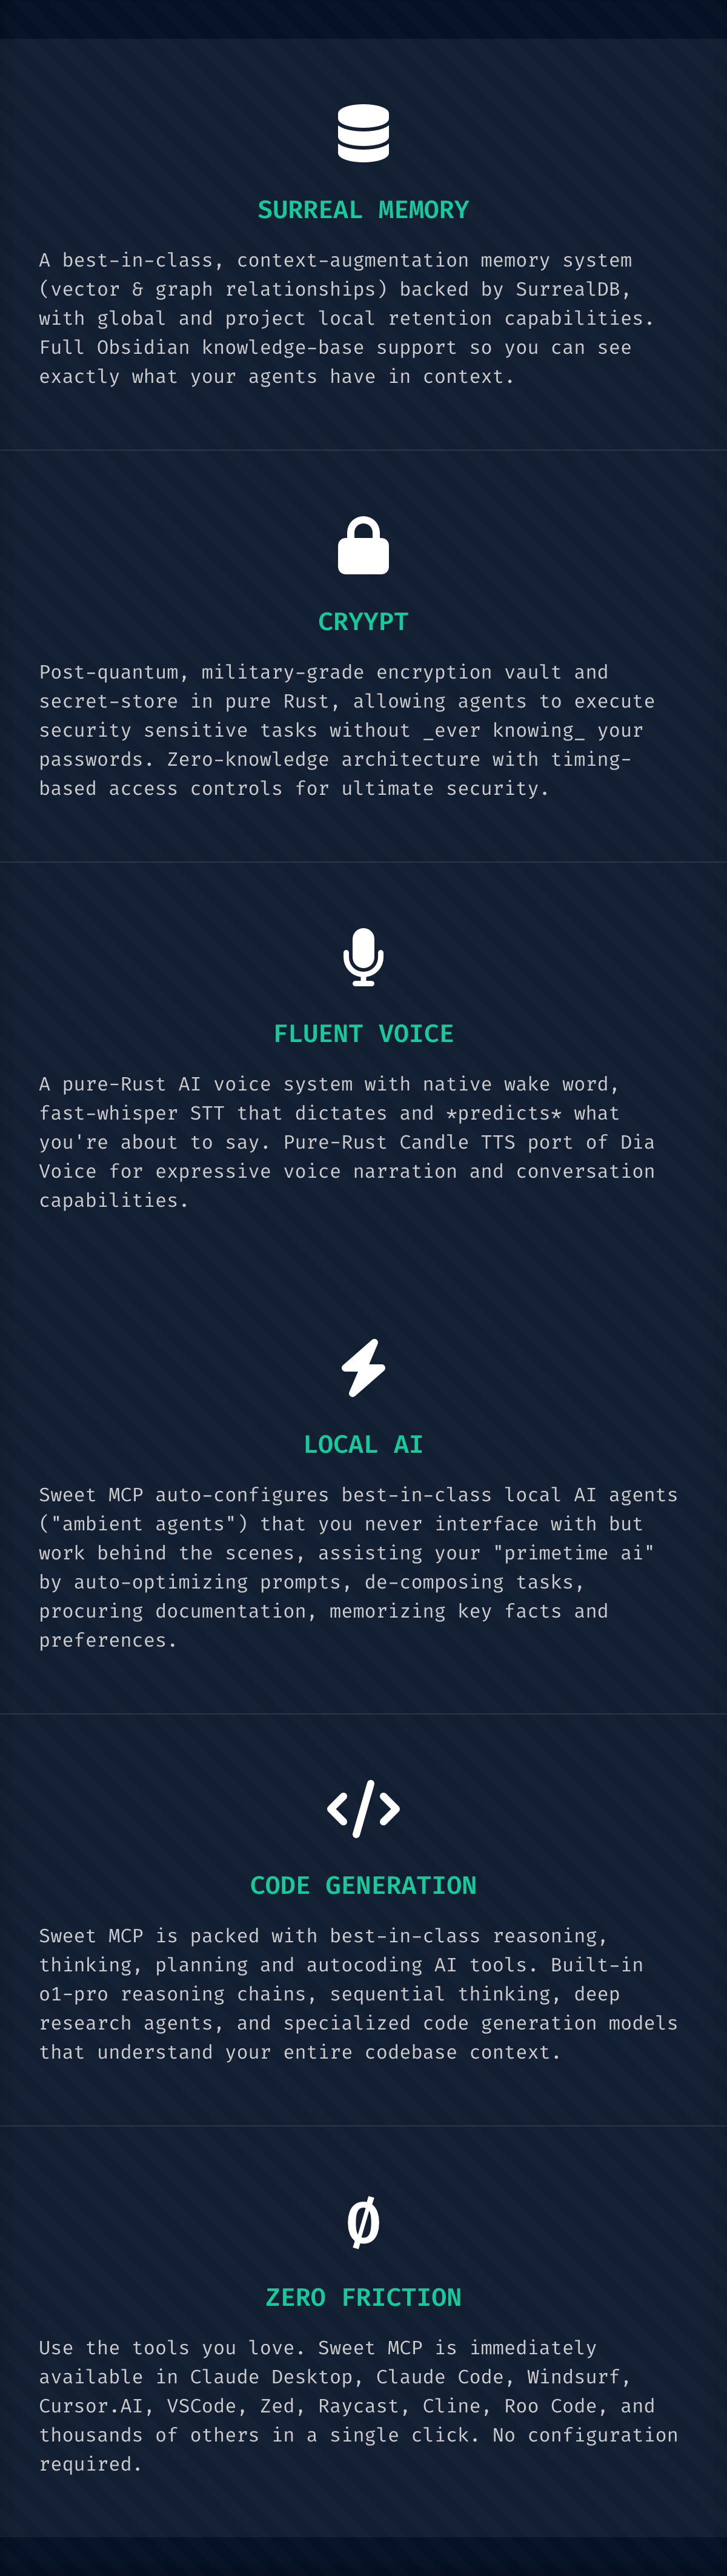 SURREAL MEMORY
A best-in-class, context-augmentation memory system
(vector & graph relationships) backed by SurrealDB,
with global and project local retention capabilities.
Full Obsidian knowledge-base support so you can see
exactly what your agents have in context.
CRYYPT
Post-quantum, military-grade encryption vault and
secret-store in pure Rust, allowing agents to execute
security sensitive tasks without _ever knowing_ your
passwords. Zero-knowledge architecture with timing-
based access controls for ultimate security.
FLUENT VOICE
A pure-Rust AI voice system with native wake word,
fast-whisper STT that dictates and *predicts* what
you're about to say. Pure-Rust Candle TTS port of Dia
Voice for expressive voice narration and conversation
capabilities.
LOCAL AI
Sweet MCP auto-configures best-in-class local AI agents
("ambient agents") that you never interface with but
work behind the scenes, assisting your "primetime ai"
by auto-optimizing prompts, de-composing tasks,
procuring documentation, memorizing key facts and
preferences.
CODE GENERATION
Sweet MCP is packed with best-in-class reasoning,
thinking, planning and autocoding AI tools. Built-in
o1-pro reasoning chains, sequential thinking, deep
research agents, and specialized code generation models
that understand your entire codebase context.
Ø
ZERO FRICTION
Use the tools you love. Sweet MCP is immediately
available in Claude Desktop, Claude Code, Windsurf,
Cursor.AI, VSCode, Zed, Raycast, Cline, Roo Code, and
thousands of others in a single click. No configuration
required.